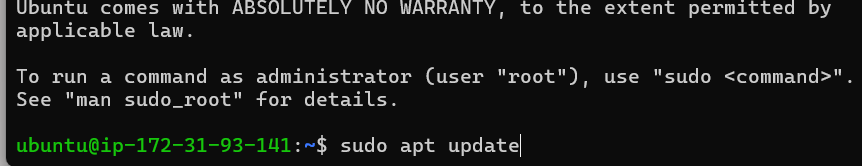 Ubuntu comes with ABSOLUTELY NO WARRANTY, to the extent permitted by
applicable law.
To run a command as administrator (user "root"), use "sudo <command>".
See "man sudo_root" for details.
ubuntu@ip-172-31-93-141:~$ sudo apt update